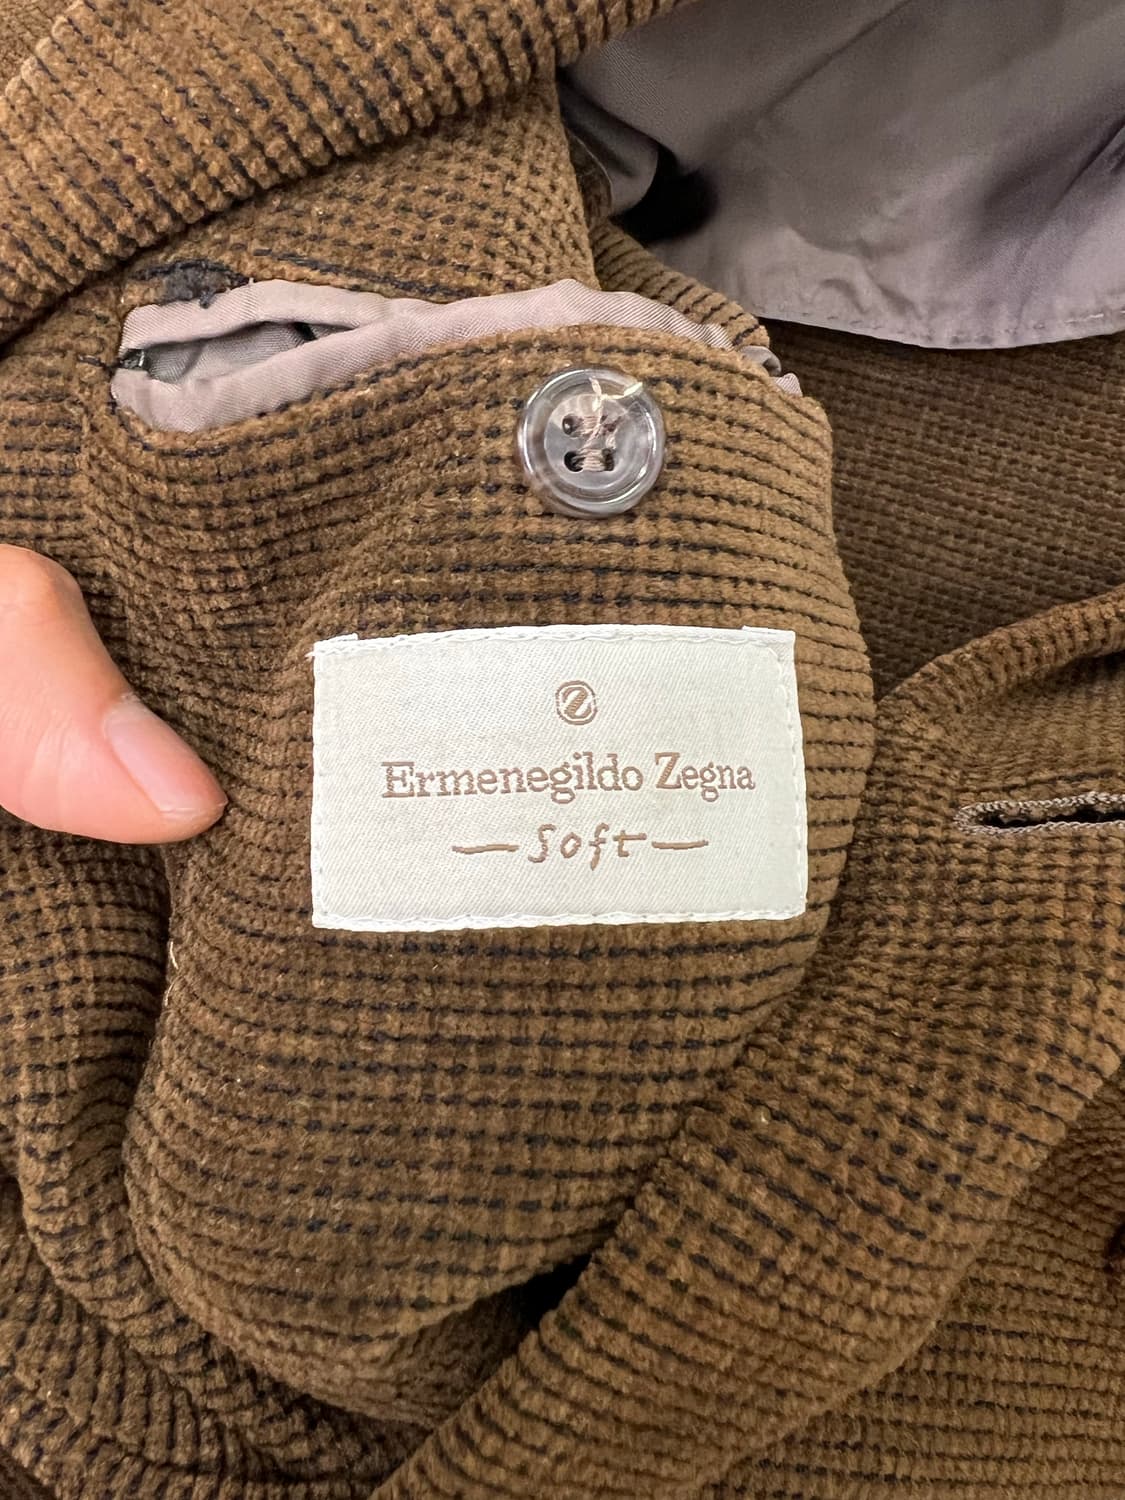 Z
Ermenegildo Zegna
— Soft —